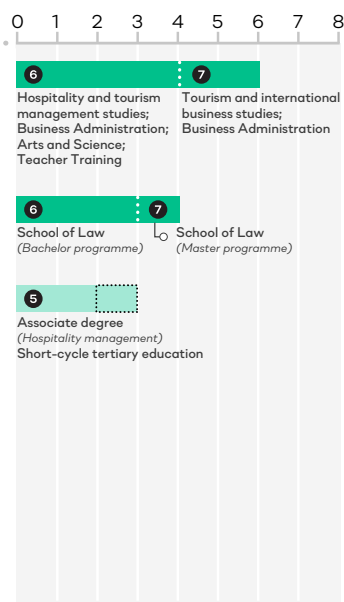 0 1 2 3 4 5 6 7 8
6 7
Hospitality and tourism
management studies;
Business Administration;
Arts and Science;
Teacher Training
Tourism and international
business studies;
Business Administration
6 7
School of Law
(Bachelor programme)
School of Law
(Master programme)
5
Associate degree
(Hospitality management)
Short-cycle tertiary education